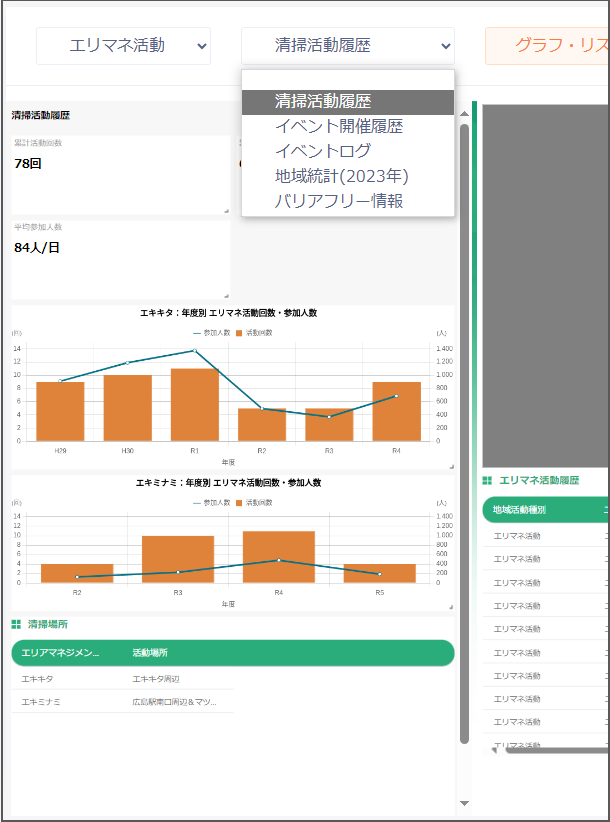 エリマネ活動
清掃活動履歴
グラフ・リス
清掃活動履歴
イベント開催履歴
イベントログ
地域統計(2023年)
バリアフリー情報
清掃活動履歴
累計活動回数
78回
平均参加人数
84人/日
エキキタ：年度別 エリマネ活動回数・参加人数
参加人数 活動回数
(回) (人)
14 1,400
12 1,200
10 1,000
8 800
6 600
4 400
2 200
0 0
H29 H30 R1 R2 R3 R4
年度
エキミナミ：年度別 エリマネ活動回数・参加人数
参加人数 活動回数
(回) (人)
14 1,400
12 1,200
10 1,000
8 800
6 600
4 400
2 200
0 0
R2 R3 R4 R5
年度
清掃場所
エリアマネジメン... 活動場所
エキキタ エキキタ周辺
エキミナミ 広島駅南口周辺＆マツ...
エリマネ活動履歴
地域活動種別
エリマネ活動
エリマネ活動
エリマネ活動
エリマネ活動
エリマネ活動
エリマネ活動
エリマネ活動
エリマネ活動
エリマネ活動
エリマネ活動